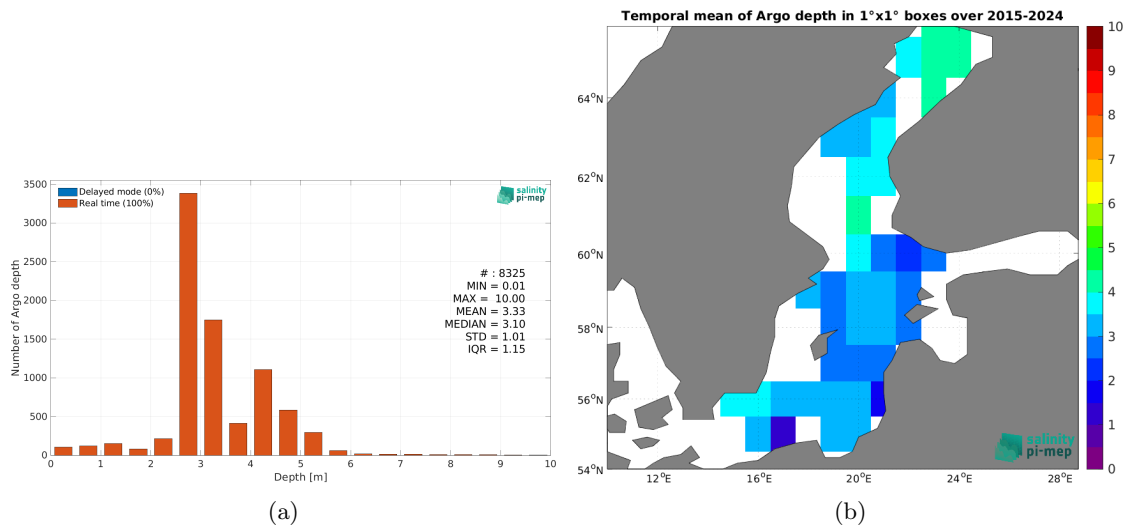 Temporal mean of Argo depth in 1°x1° boxes over 2015-2024
3500
3000
2500
2000
1500
1000
500
0
Number of Argo depth
Delayed mode (0%)
Real time (100%)
salinity
pi-mep
# : 8325
MIN = 0.01
MAX = 10.00
MEAN = 3.33
MEDIAN = 3.10
STD = 1.01
IQR = 1.15
0 1 2 3 4 5 6 7 8 9 10
Depth [m]
(a)
64°N
62°N
60°N
58°N
56°N
54°N
12°E 16°E 20°E 24°E 28°E
salinity
pi-mep
10
9
8
7
6
5
4
3
2
1
0
(b)